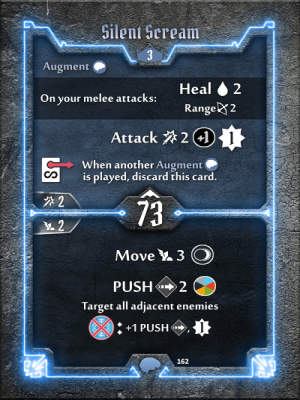 Silent Scream
3
Augment
On your melee attacks:
Heal 2
Range 2
Attack 2 +1 1
When another Augment
is played, discard this card.
S
2
73
2
Move 3
PUSH 2
Target all adjacent enemies
: +1 PUSH , 1
162